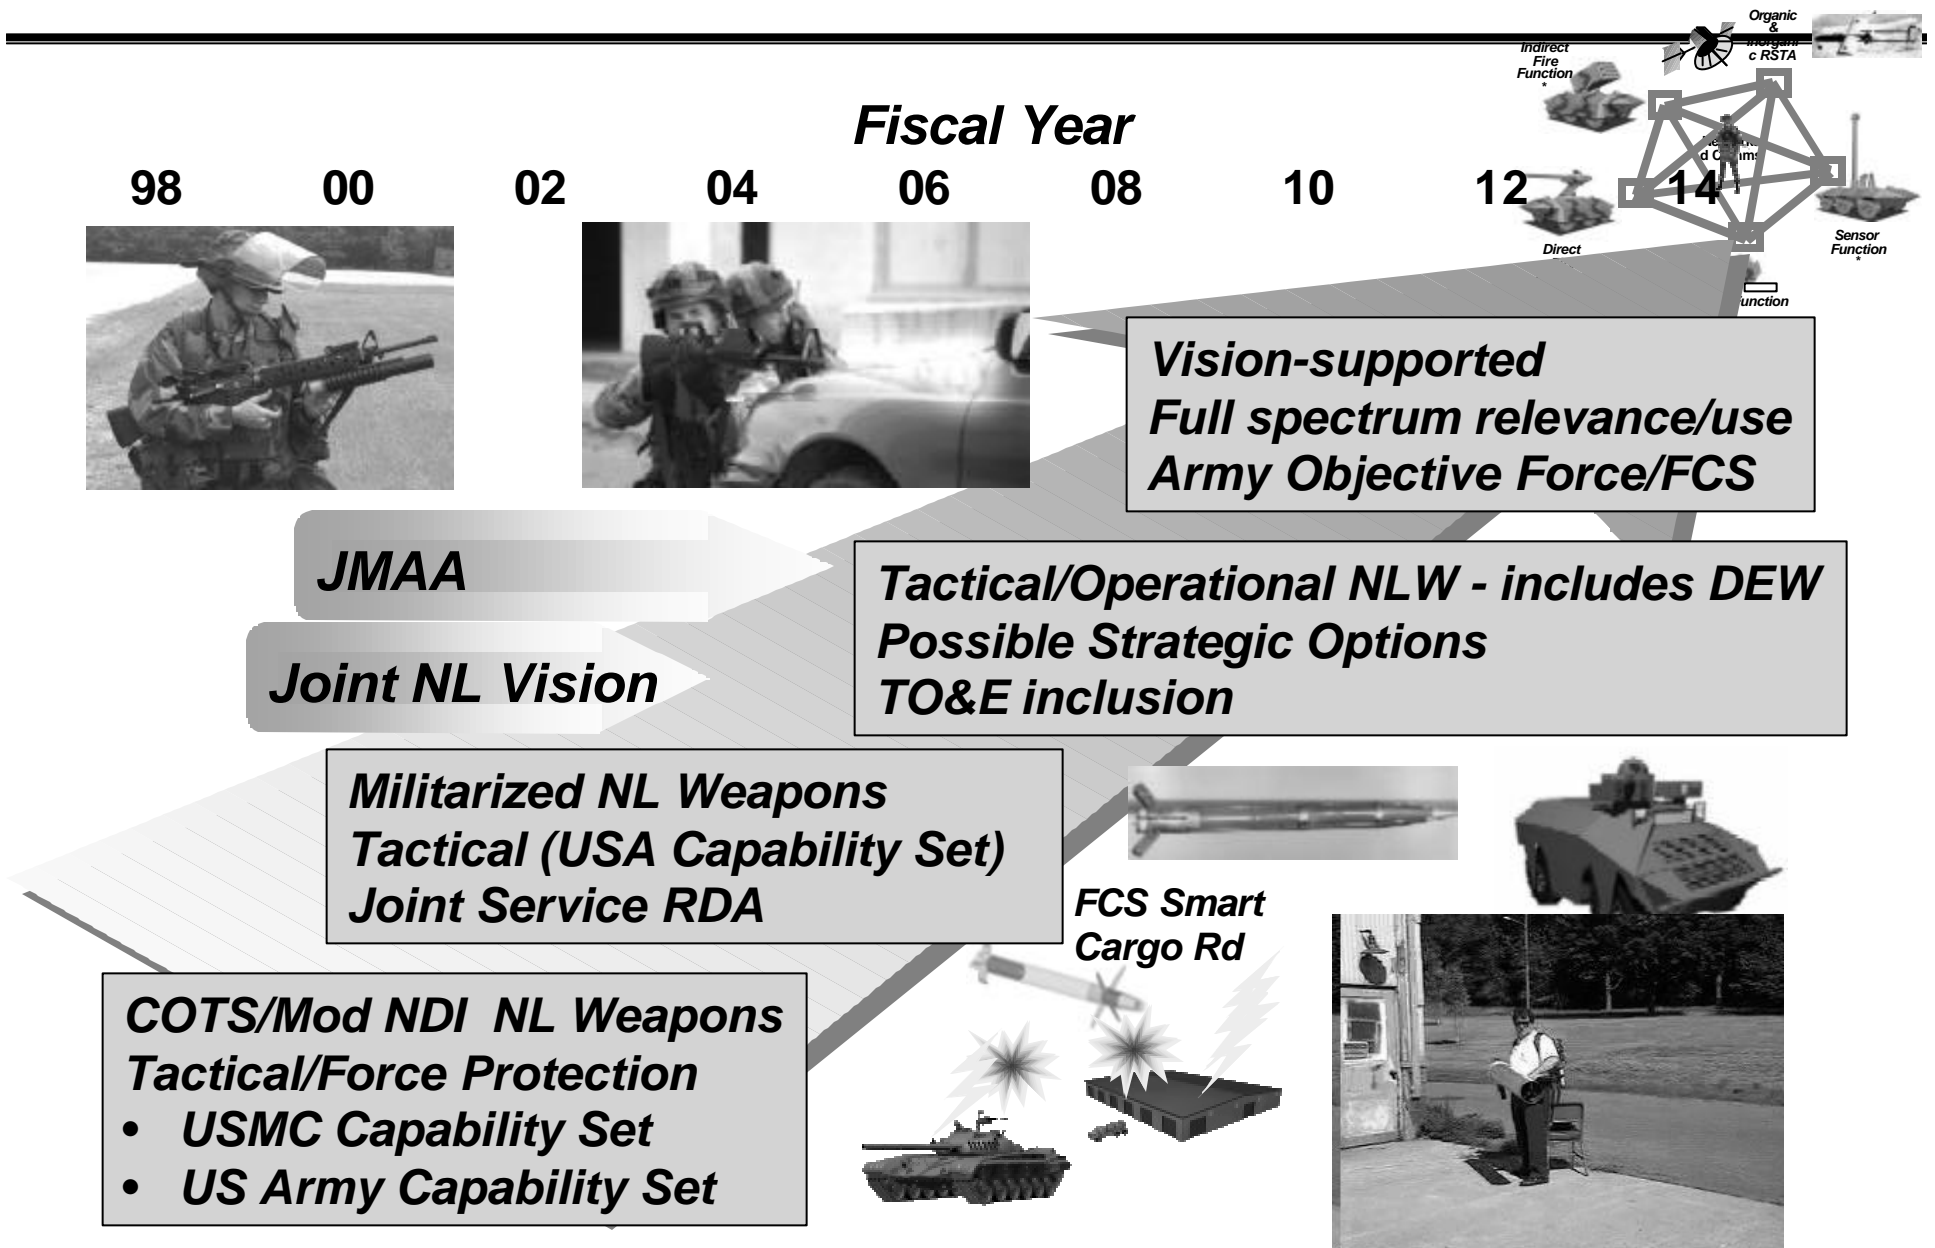 Organic
&
c RSTA
Indirect
Fire
Function
*
Fiscal Year
98 00 02 04 06 08 10 12 14
Direct
Sensor
Function
*
Vision-supported
Full spectrum relevance/use
Army Objective Force/FCS
JMAA
Tactical/Operational NLW - includes DEW
Possible Strategic Options
TO&E inclusion
Joint NL Vision
Militarized NL Weapons
Tactical (USA Capability Set)
Joint Service RDA
FCS Smart
Cargo Rd
COTS/Mod NDI NL Weapons
Tactical/Force Protection
• USMC Capability Set
• US Army Capability Set